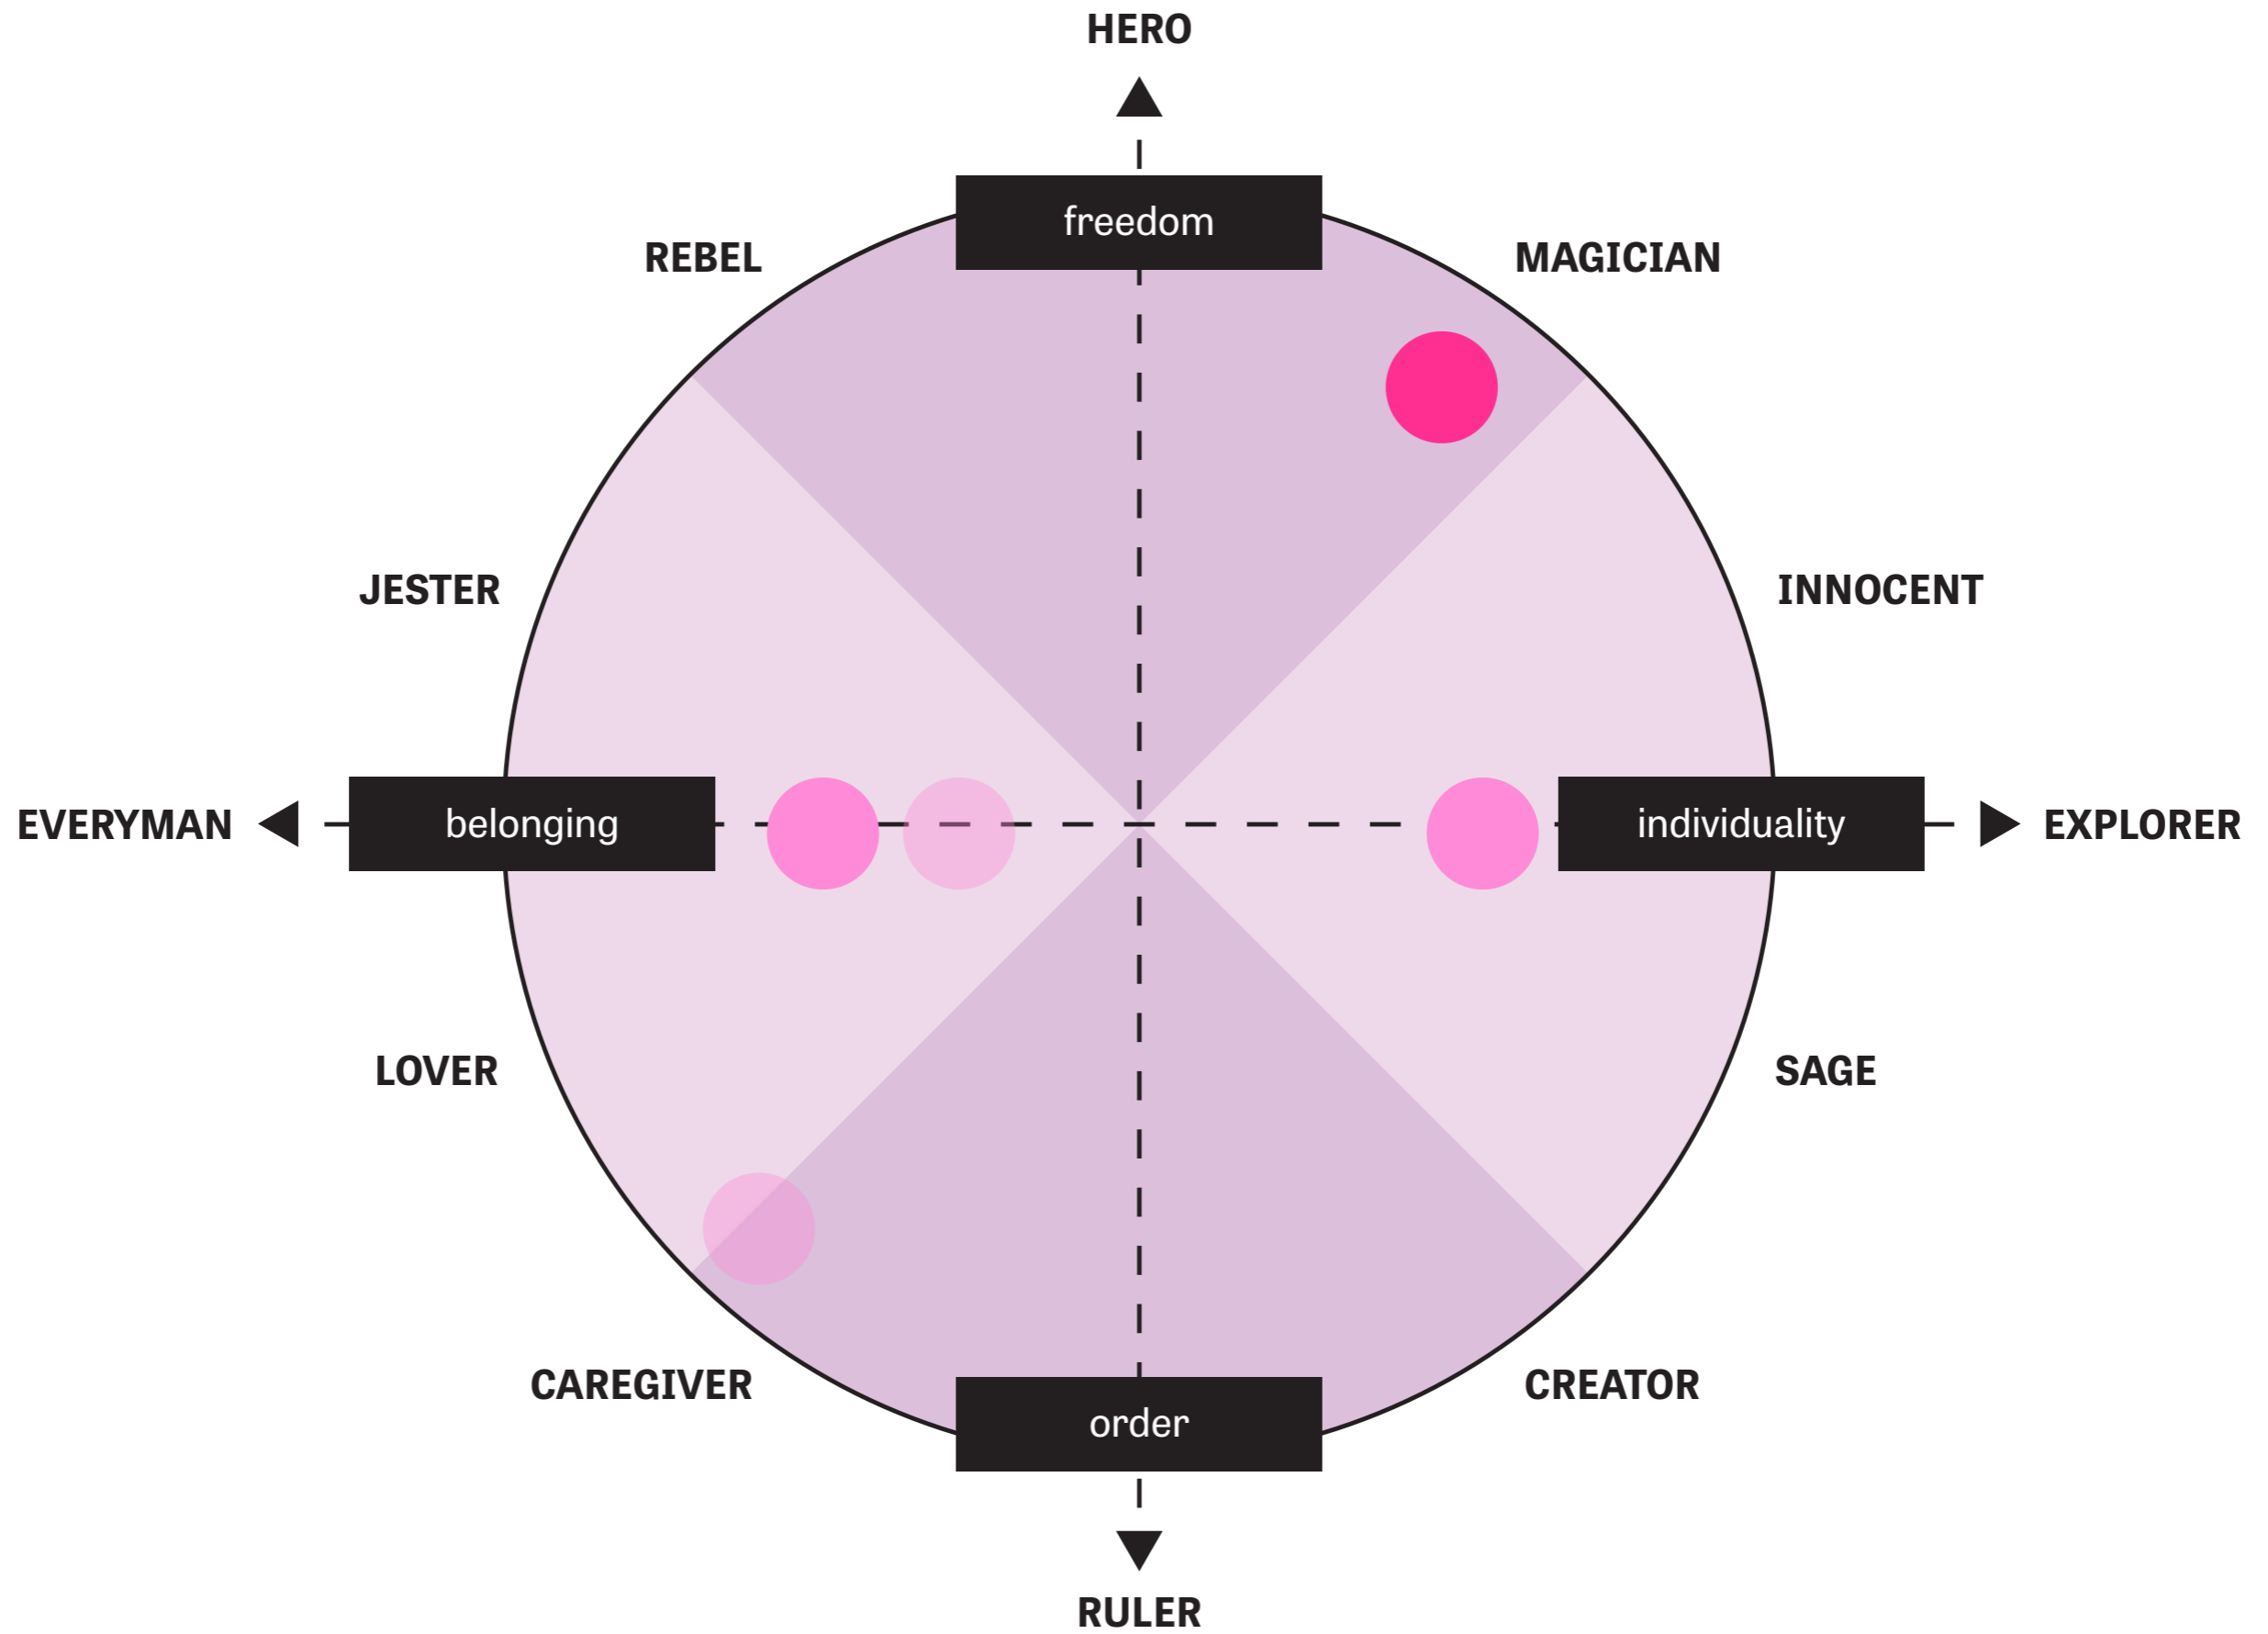 HERO
freedom
REBEL
MAGICIAN
JESTER
INNOCENT
EVERYMAN
belonging
individuality
EXPLORER
LOVER
SAGE
CAREGIVER
CREATOR
order
RULER